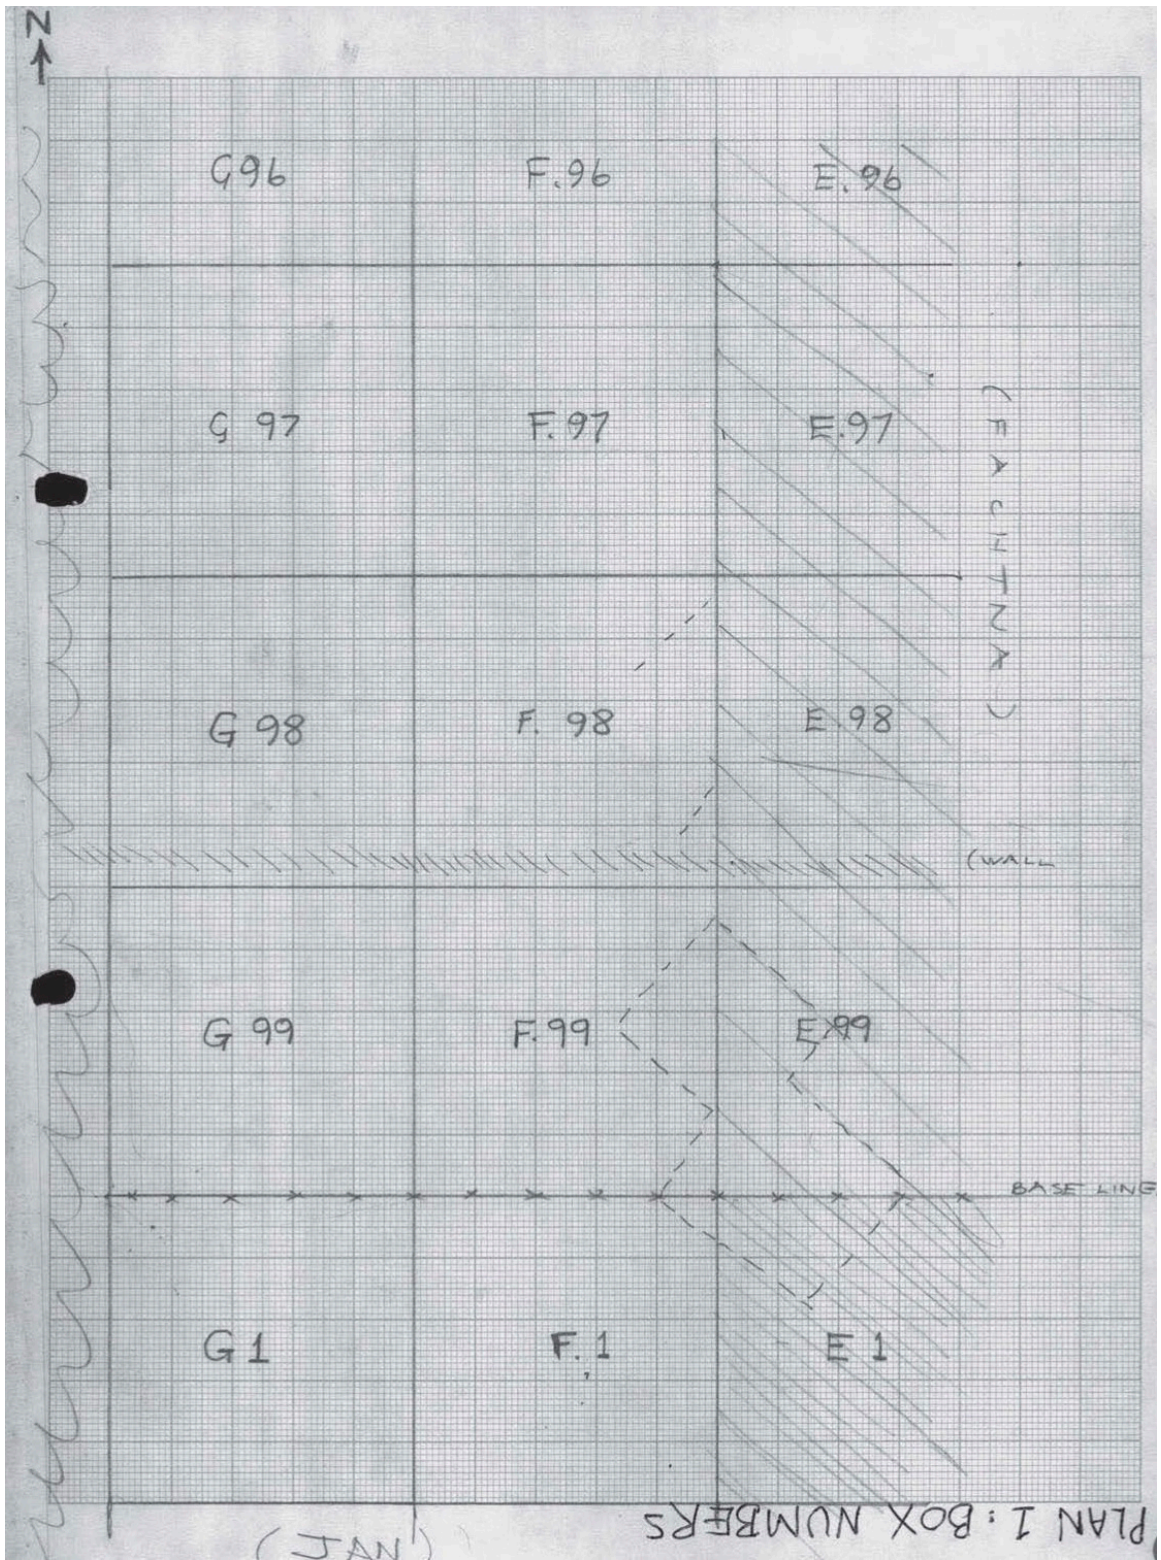 N
G96 F.96 E.96
G 97 F.97 E.97
(FACHTNA)
G 98 F. 98 E.98
(WALL
G 99 F.99 E.99
BASE LINE
G1 F.1 E1
PLAN 1: BOX NUMBERS
(JAN)